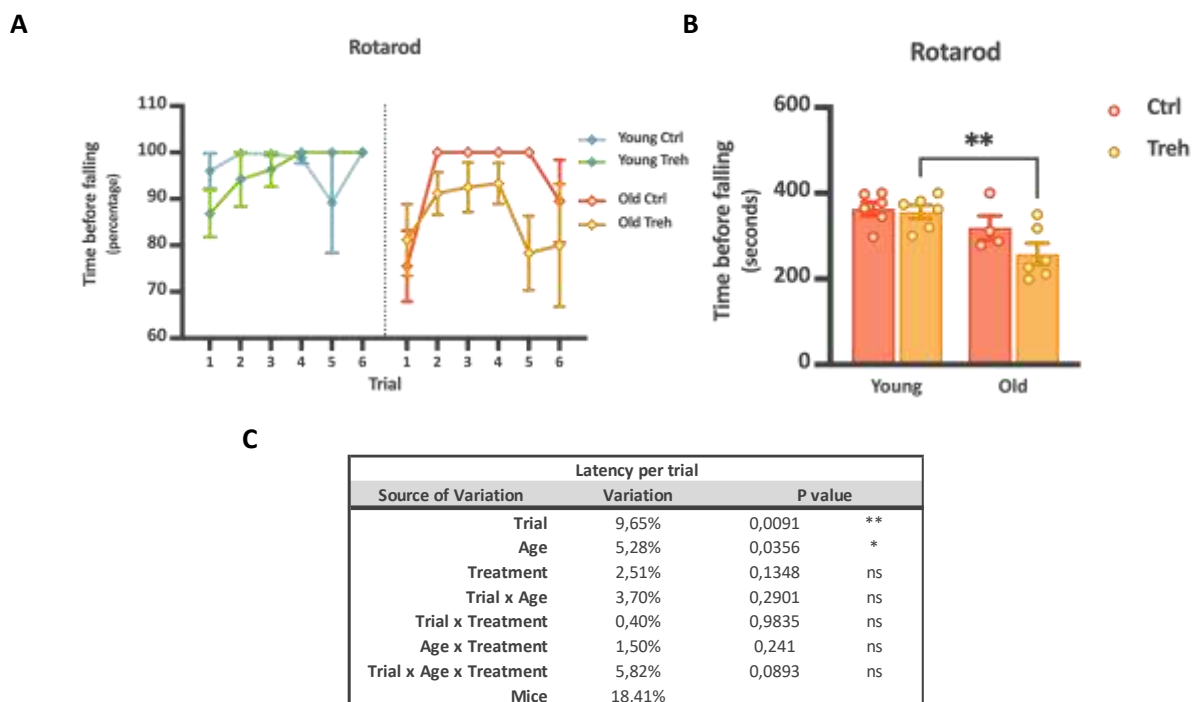 A
Rotarod
Time before falling
(percentage)
110
100
90
80
70
60
1 2 3 4 5 6 1 2 3 4 5 6
Trial
Young Ctrl
Young Treh
Old Ctrl
Old Treh
B
Rotarod
Time before falling
(seconds)
600
400
200
0
**
Young Old
Ctrl
Treh
C
Latency per trial
Source of Variation Variation P value
Trial 9,65% 0,0091 **
Age 5,28% 0,0356 *
Treatment 2,51% 0,1348 ns
Trial x Age 3,70% 0,2901 ns
Trial x Treatment 0,40% 0,9835 ns
Age x Treatment 1,50% 0,241 ns
Trial x Age x Treatment 5,82% 0,0893 ns
Mice 18,41%